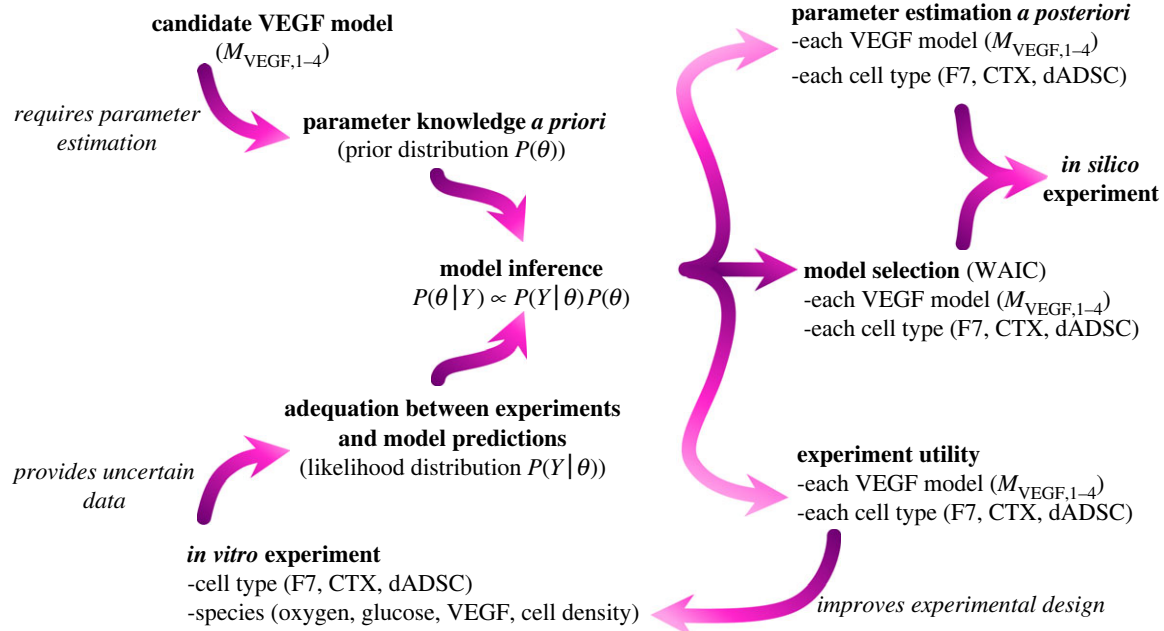 candidate VEGF model
(M_VEGF,1–4)
requires parameter
estimation
parameter knowledge a priori
(prior distribution P(θ))
model inference
P(θ|Y) ∝ P(Y|θ)P(θ)
adequation between experiments
and model predictions
(likelihood distribution P(Y|θ))
provides uncertain
data
in vitro experiment
-cell type (F7, CTX, dADSC)
-species (oxygen, glucose, VEGF, cell density)
parameter estimation a posteriori
-each VEGF model (M_VEGF,1–4)
-each cell type (F7, CTX, dADSC)
in silico
experiment
model selection (WAIC)
-each VEGF model (M_VEGF,1–4)
-each cell type (F7, CTX, dADSC)
experiment utility
-each VEGF model (M_VEGF,1–4)
-each cell type (F7, CTX, dADSC)
improves experimental design